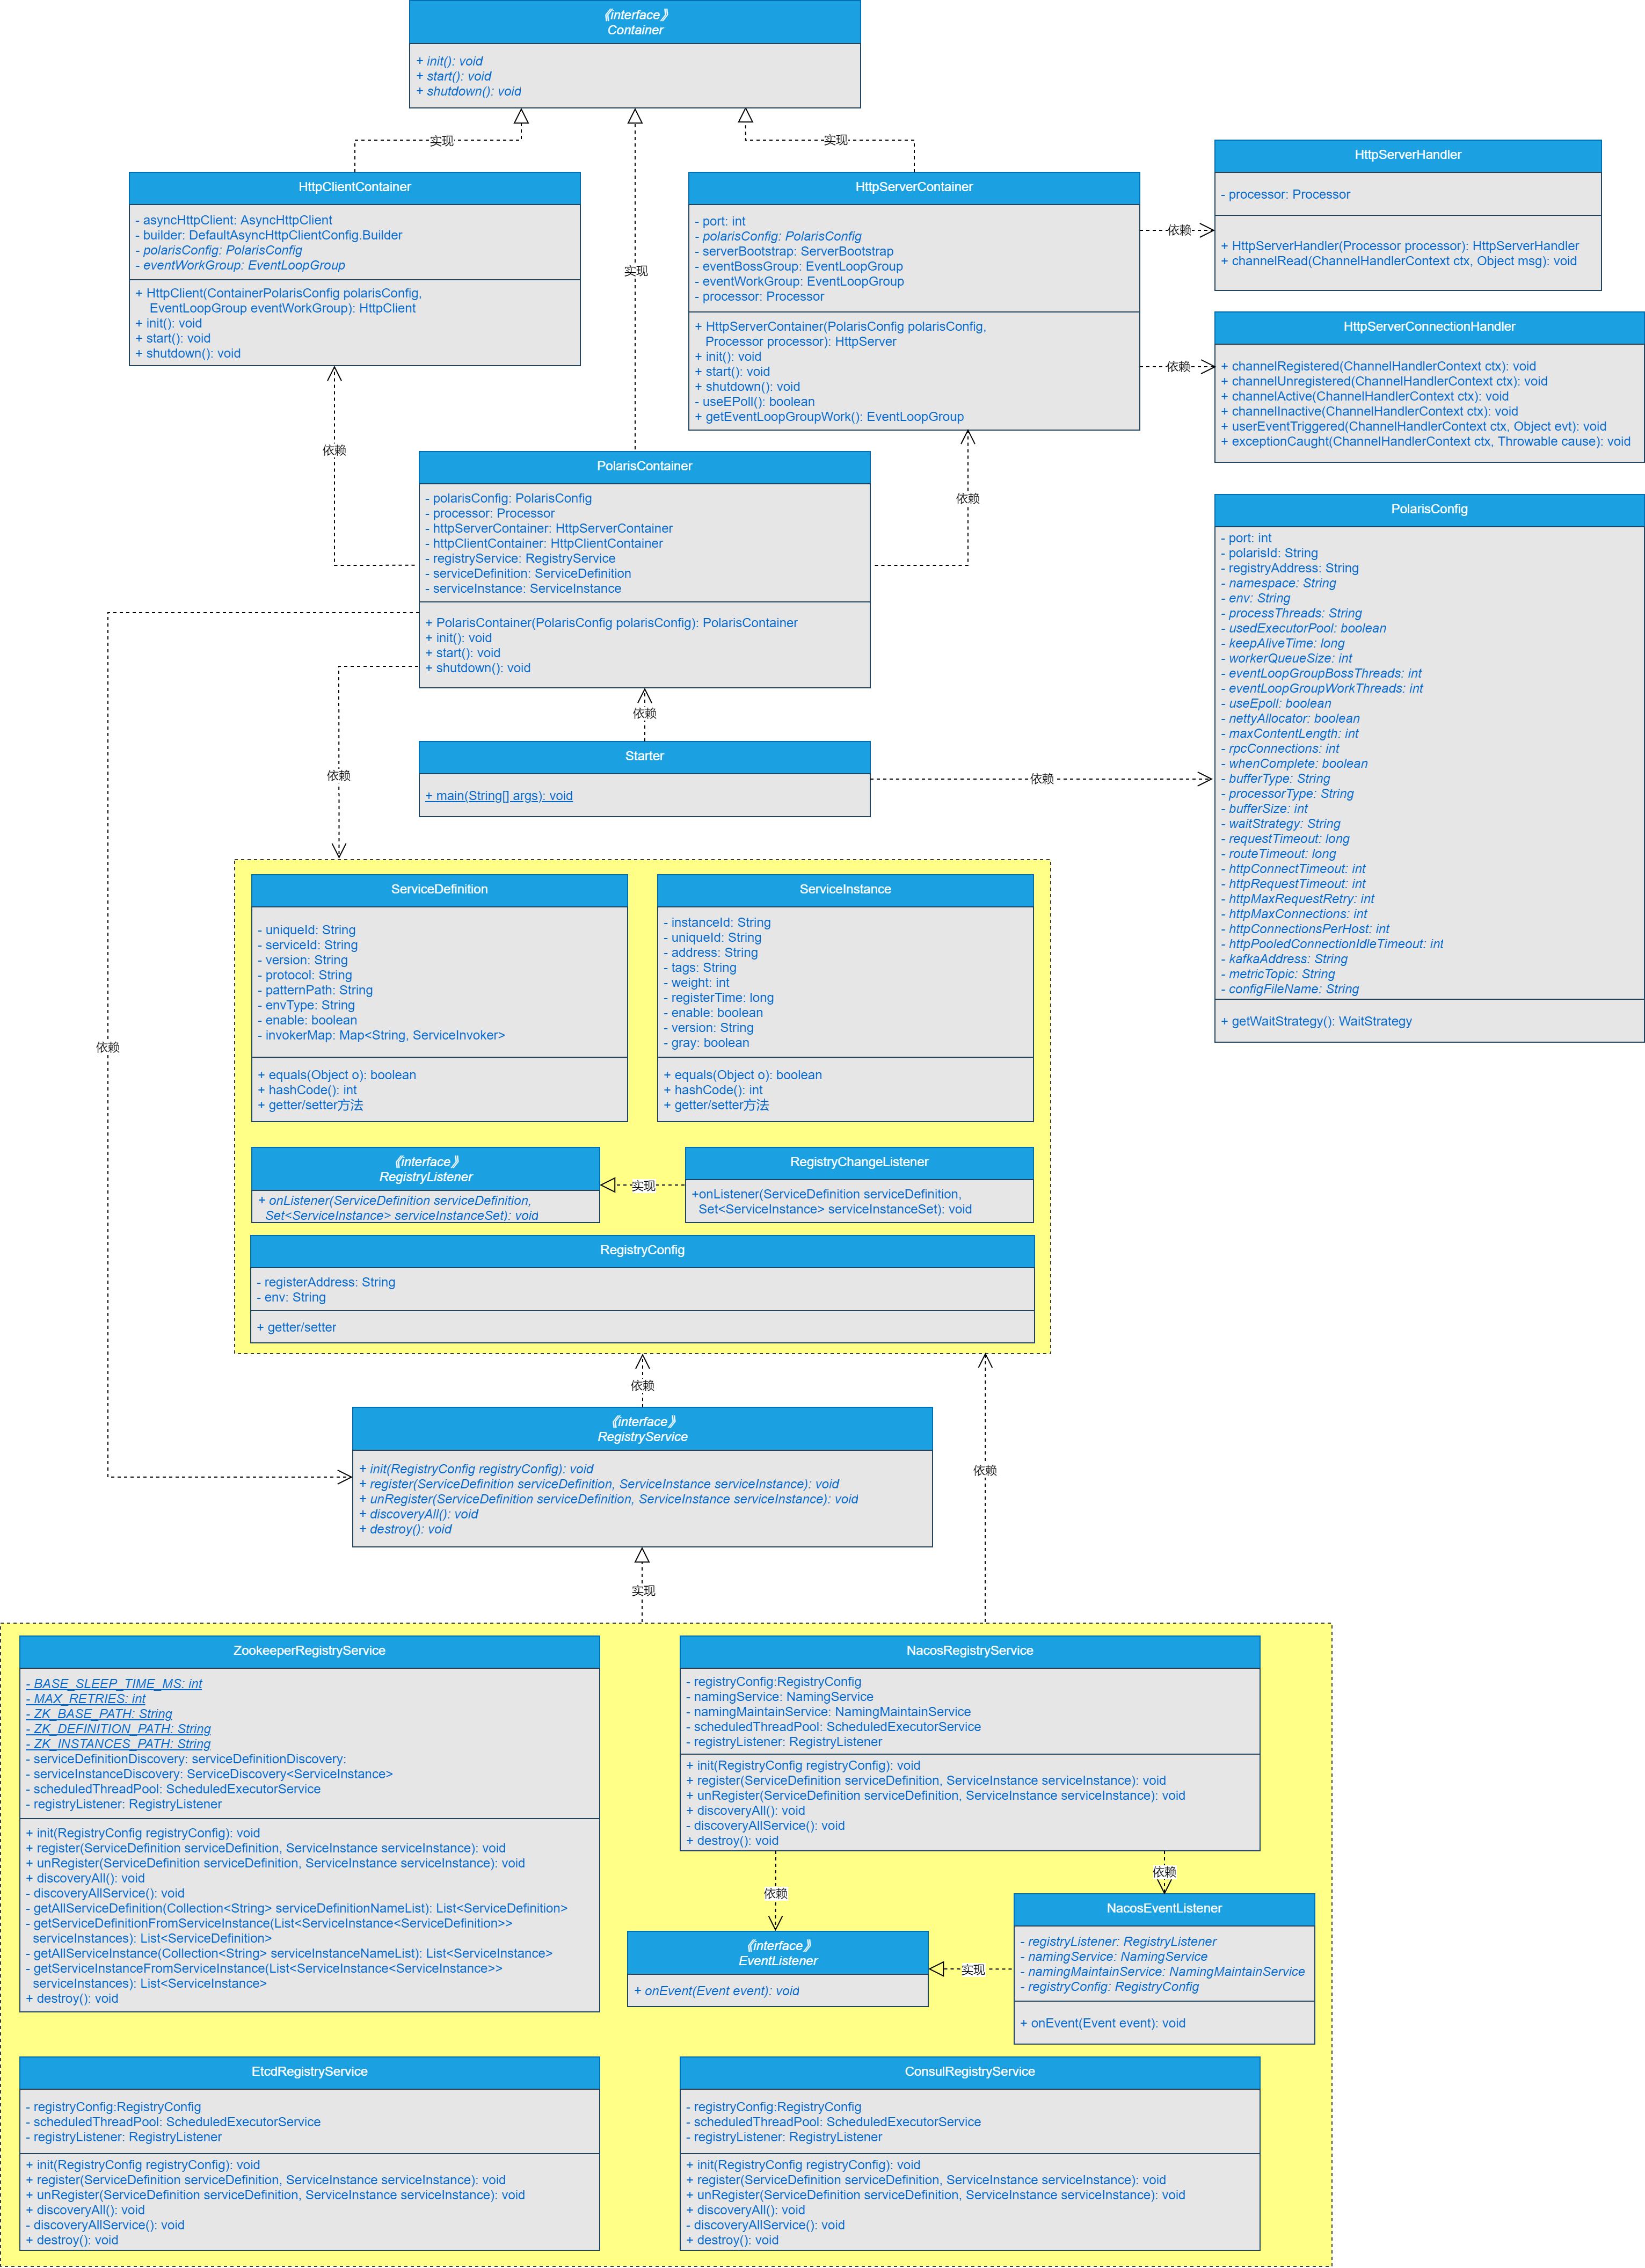 《interface》
Container
+ init(): void
+ start(): void
+ shutdown(): void
实现
实现
实现
HttpClientContainer
- asyncHttpClient: AsyncHttpClient
- builder: DefaultAsyncHttpClientConfig.Builder
- polarisConfig: PolarisConfig
- eventWorkGroup: EventLoopGroup
+ HttpClient(ContainerPolarisConfig polarisConfig,
EventLoopGroup eventWorkGroup): HttpClient
+ init(): void
+ start(): void
+ shutdown(): void
HttpServerContainer
- port: int
- polarisConfig: PolarisConfig
- serverBootstrap: ServerBootstrap
- eventBossGroup: EventLoopGroup
- eventWorkGroup: EventLoopGroup
- processor: Processor
+ HttpServerContainer(PolarisConfig polarisConfig,
Processor processor): HttpServer
+ init(): void
+ start(): void
+ shutdown(): void
- useEPoll(): boolean
+ getEventLoopGroupWork(): EventLoopGroup
依赖
依赖
HttpServerHandler
- processor: Processor
+ HttpServerHandler(Processor processor): HttpServerHandler
+ channelRead(ChannelHandlerContext ctx, Object msg): void
HttpServerConnectionHandler
+ channelRegistered(ChannelHandlerContext ctx): void
+ channelUnregistered(ChannelHandlerContext ctx): void
+ channelActive(ChannelHandlerContext ctx): void
+ channelInactive(ChannelHandlerContext ctx): void
+ userEventTriggered(ChannelHandlerContext ctx, Object evt): void
+ exceptionCaught(ChannelHandlerContext ctx, Throwable cause): void
依赖
依赖
PolarisContainer
- polarisConfig: PolarisConfig
- processor: Processor
- httpServerContainer: HttpServerContainer
- httpClientContainer: HttpClientContainer
- registryService: RegistryService
- serviceDefinition: ServiceDefinition
- serviceInstance: ServiceInstance
+ PolarisContainer(PolarisConfig polarisConfig): PolarisContainer
+ init(): void
+ start(): void
+ shutdown(): void
依赖
Starter
+ main(String[] args): void
依赖
依赖
依赖
PolarisConfig
- port: int
- polarisId: String
- registryAddress: String
- namespace: String
- env: String
- processThreads: String
- usedExecutorPool: boolean
- keepAliveTime: long
- workerQueueSize: int
- eventLoopGroupBossThreads: int
- eventLoopGroupWorkThreads: int
- useEpoll: boolean
- nettyAllocator: boolean
- maxContentLength: int
- rpcConnections: int
- whenComplete: boolean
- bufferType: String
- processorType: String
- bufferSize: int
- waitStrategy: String
- requestTimeout: long
- routeTimeout: long
- httpConnectTimeout: int
- httpRequestTimeout: int
- httpMaxRequestRetry: int
- httpMaxConnections: int
- httpConnectionsPerHost: int
- httpPooledConnectionIdleTimeout: int
- kafkaAddress: String
- metricTopic: String
- configFileName: String
+ getWaitStrategy(): WaitStrategy
ServiceDefinition
- uniqueId: String
- serviceId: String
- version: String
- protocol: String
- patternPath: String
- envType: String
- enable: boolean
- invokerMap: Map<String, ServiceInvoker>
+ equals(Object o): boolean
+ hashCode(): int
+ getter/setter方法
ServiceInstance
- instanceId: String
- uniqueId: String
- address: String
- tags: String
- weight: int
- registerTime: long
- enable: boolean
- version: String
- gray: boolean
+ equals(Object o): boolean
+ hashCode(): int
+ getter/setter方法
《interface》
RegistryListener
+ onListener(ServiceDefinition serviceDefinition,
Set<ServiceInstance> serviceInstanceSet): void
实现
RegistryChangeListener
+onListener(ServiceDefinition serviceDefinition,
Set<ServiceInstance> serviceInstanceSet): void
RegistryConfig
- registerAddress: String
- env: String
+ getter/setter
依赖
依赖
《interface》
RegistryService
+ init(RegistryConfig registryConfig): void
+ register(ServiceDefinition serviceDefinition, ServiceInstance serviceInstance): void
+ unRegister(ServiceDefinition serviceDefinition, ServiceInstance serviceInstance): void
+ discoveryAll(): void
+ destroy(): void
实现
ZookeeperRegistryService
- BASE_SLEEP_TIME_MS: int
- MAX_RETRIES: int
- ZK_BASE_PATH: String
- ZK_DEFINITION_PATH: String
- ZK_INSTANCES_PATH: String
- serviceDefinitionDiscovery: serviceDefinitionDiscovery:
- serviceInstanceDiscovery: ServiceDiscovery<ServiceInstance>
- scheduledThreadPool: ScheduledExecutorService
- registryListener: RegistryListener
+ init(RegistryConfig registryConfig): void
+ register(ServiceDefinition serviceDefinition, ServiceInstance serviceInstance): void
+ unRegister(ServiceDefinition serviceDefinition, ServiceInstance serviceInstance): void
+ discoveryAll(): void
- discoveryAllService(): void
- getAllServiceDefinition(Collection<String> serviceDefinitionNameList): List<ServiceDefinition>
- getServiceDefinitionFromServiceInstance(List<ServiceInstance<ServiceDefinition>>
serviceInstances): List<ServiceDefinition>
- getAllServiceInstance(Collection<String> serviceInstanceNameList): List<ServiceInstance>
- getServiceInstanceFromServiceInstance(List<ServiceInstance<ServiceInstance>>
serviceInstances): List<ServiceInstance>
+ destroy(): void
NacosRegistryService
- registryConfig:RegistryConfig
- namingService: NamingService
- namingMaintainService: NamingMaintainService
- scheduledThreadPool: ScheduledExecutorService
- registryListener: RegistryListener
+ init(RegistryConfig registryConfig): void
+ register(ServiceDefinition serviceDefinition, ServiceInstance serviceInstance): void
+ unRegister(ServiceDefinition serviceDefinition, ServiceInstance serviceInstance): void
+ discoveryAll(): void
- discoveryAllService(): void
+ destroy(): void
依赖
依赖
《interface》
EventListener
+ onEvent(Event event): void
实现
NacosEventListener
- registryListener: RegistryListener
- namingService: NamingService
- namingMaintainService: NamingMaintainService
- registryConfig: RegistryConfig
+ onEvent(Event event): void
EtcdRegistryService
- registryConfig:RegistryConfig
- scheduledThreadPool: ScheduledExecutorService
- registryListener: RegistryListener
+ init(RegistryConfig registryConfig): void
+ register(ServiceDefinition serviceDefinition, ServiceInstance serviceInstance): void
+ unRegister(ServiceDefinition serviceDefinition, ServiceInstance serviceInstance): void
+ discoveryAll(): void
- discoveryAllService(): void
+ destroy(): void
ConsulRegistryService
- registryConfig:RegistryConfig
- scheduledThreadPool: ScheduledExecutorService
- registryListener: RegistryListener
+ init(RegistryConfig registryConfig): void
+ register(ServiceDefinition serviceDefinition, ServiceInstance serviceInstance): void
+ unRegister(ServiceDefinition serviceDefinition, ServiceInstance serviceInstance): void
+ discoveryAll(): void
- discoveryAllService(): void
+ destroy(): void